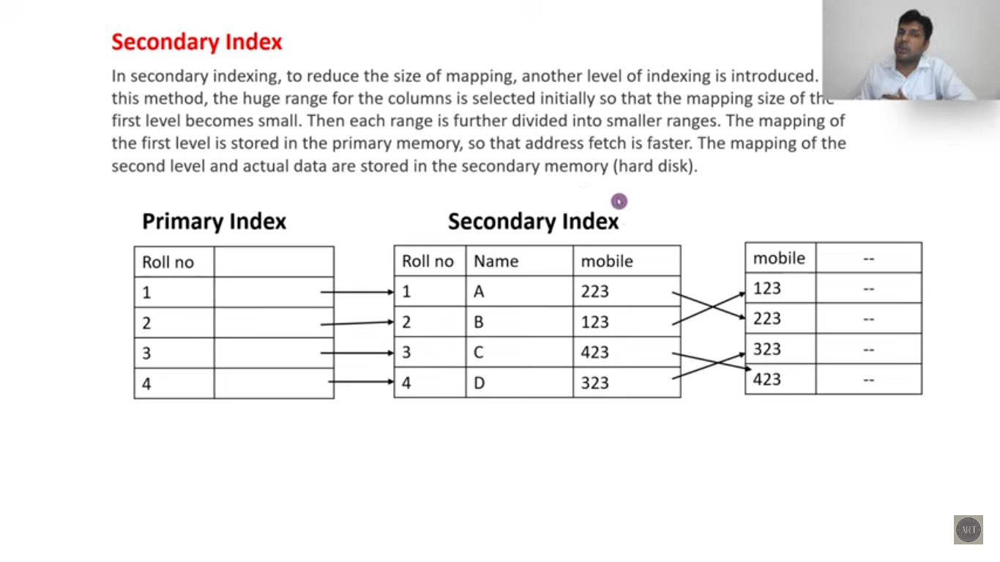 Secondary Index
In secondary indexing, to reduce the size of mapping, another level of indexing is introduced.
this method, the huge range for the columns is selected initially so that the mapping size of the
first level becomes small. Then each range is further divided into smaller ranges. The mapping of
the first level is stored in the primary memory, so that address fetch is faster. The mapping of the
second level and actual data are stored in the secondary memory (hard disk).
Primary Index
Roll no
1
2
3
4
Secondary Index
Roll no Name mobile
1 A 223
2 B 123
3 C 423
4 D 323
mobile --
123 --
223 --
323 --
423 --
ART